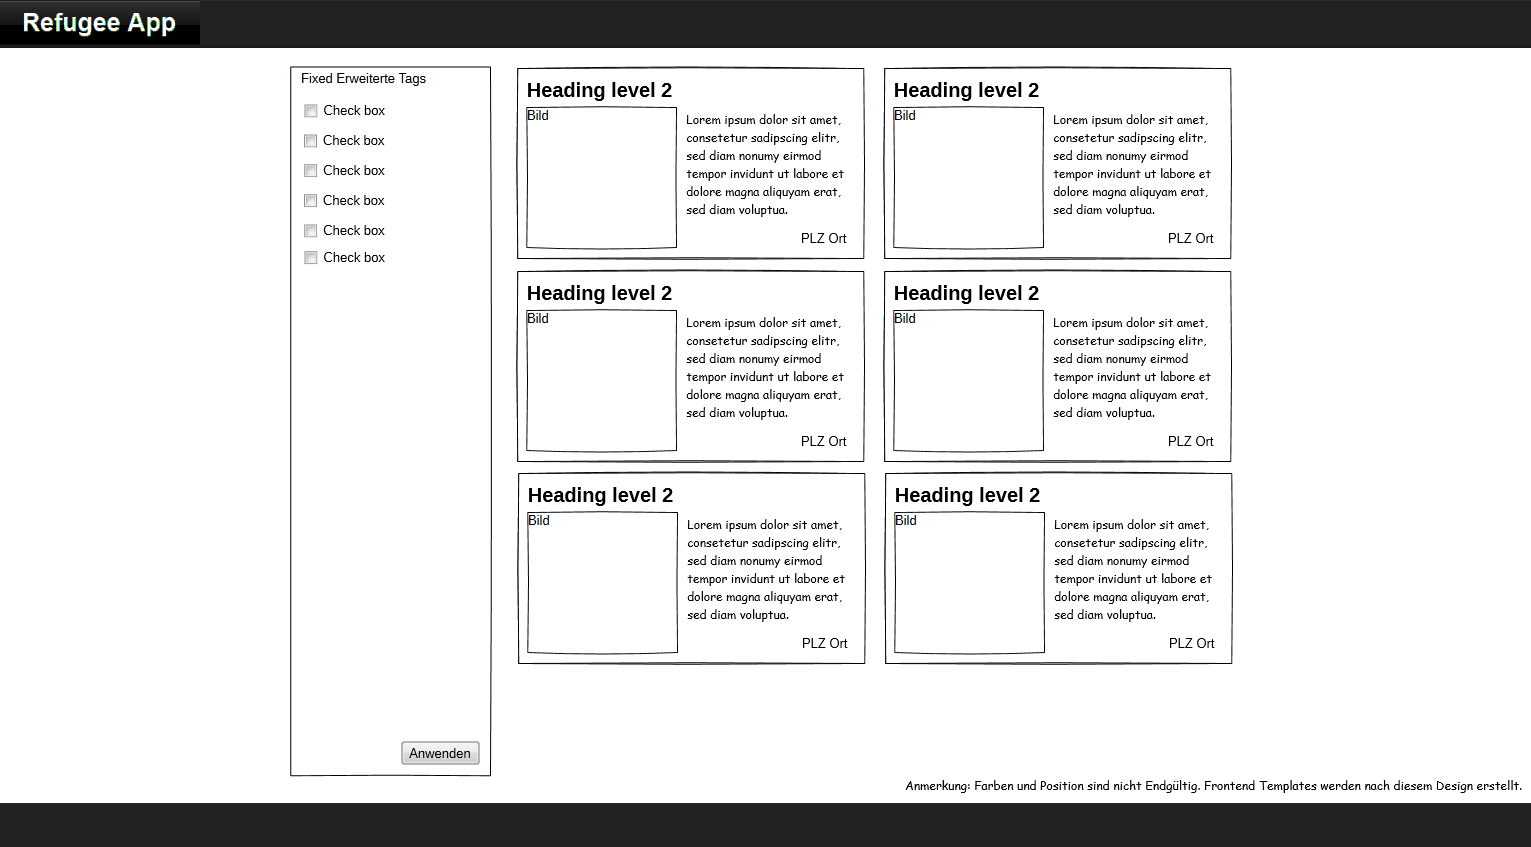 Refugee App
Fixed Erweiterte Tags
Check box
Check box
Check box
Check box
Check box
Check box
Anwenden
Heading level 2
Bild
Lorem ipsum dolor sit amet,
consetetur sadipscing elitr,
sed diam nonumy eirmod
tempor invidunt ut labore et
dolore magna aliquyam erat,
sed diam voluptua.
PLZ Ort
Heading level 2
Bild
Lorem ipsum dolor sit amet,
consetetur sadipscing elitr,
sed diam nonumy eirmod
tempor invidunt ut labore et
dolore magna aliquyam erat,
sed diam voluptua.
PLZ Ort
Heading level 2
Bild
Lorem ipsum dolor sit amet,
consetetur sadipscing elitr,
sed diam nonumy eirmod
tempor invidunt ut labore et
dolore magna aliquyam erat,
sed diam voluptua.
PLZ Ort
Heading level 2
Bild
Lorem ipsum dolor sit amet,
consetetur sadipscing elitr,
sed diam nonumy eirmod
tempor invidunt ut labore et
dolore magna aliquyam erat,
sed diam voluptua.
PLZ Ort
Heading level 2
Bild
Lorem ipsum dolor sit amet,
consetetur sadipscing elitr,
sed diam nonumy eirmod
tempor invidunt ut labore et
dolore magna aliquyam erat,
sed diam voluptua.
PLZ Ort
Heading level 2
Bild
Lorem ipsum dolor sit amet,
consetetur sadipscing elitr,
sed diam nonumy eirmod
tempor invidunt ut labore et
dolore magna aliquyam erat,
sed diam voluptua.
PLZ Ort
Anmerkung: Farben und Position sind nicht Endgültig. Frontend Templates werden nach diesem Design erstellt.